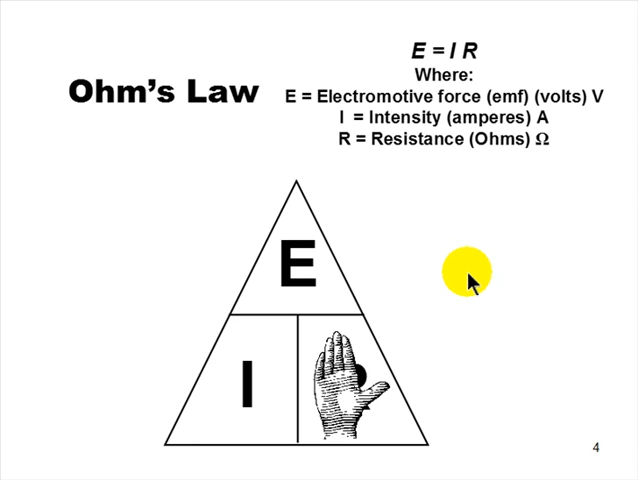 E = I R
Where:
Ohm's Law
E = Electromotive force (emf) (volts) V
I = Intensity (amperes) A
R = Resistance (Ohms) Ω
E
I
4